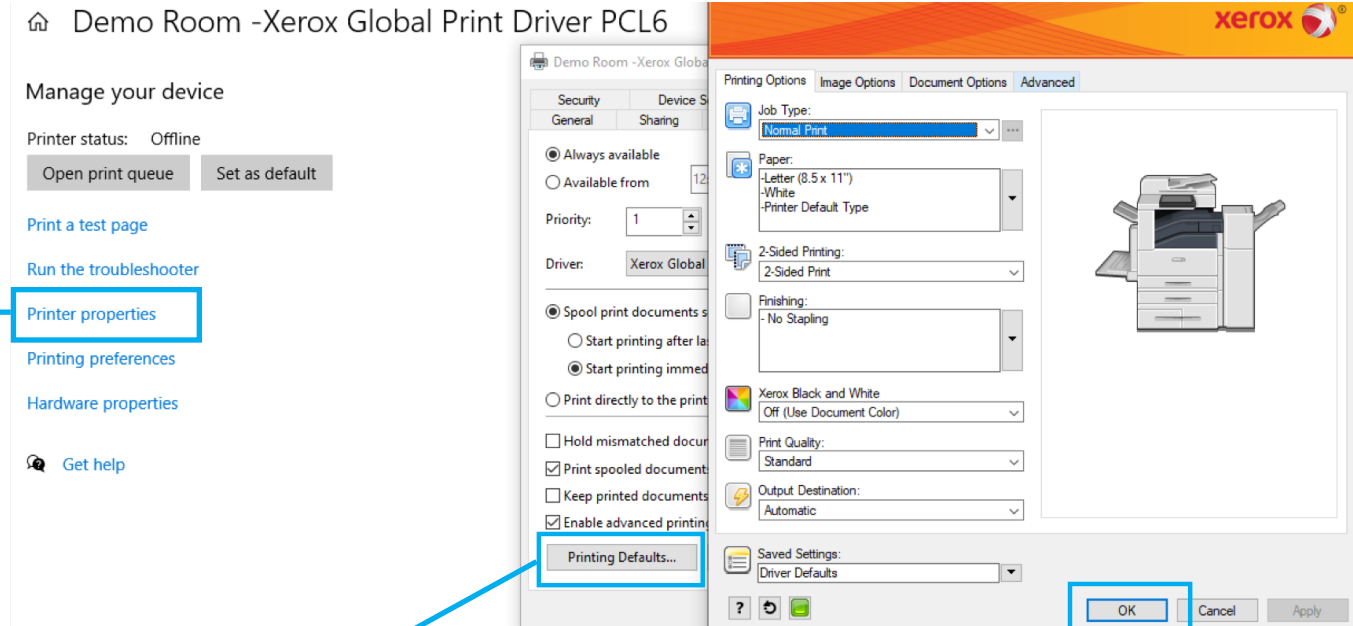 Demo Room -Xerox Global Print Driver PCL6
Manage your device
Printer status: Offline
Open print queue Set as default
Print a test page
Run the troubleshooter
Printer properties
Printing preferences
Hardware properties
Get help
Demo Room -Xerox Globa
Security Device S
General Sharing
Always available
Available from 12:
Priority: 1
Driver: Xerox Global
Spool print documents s
Start printing after la
Start printing immed
Print directly to the print
Hold mismatched docur
Print spooled documents
Keep printed documents
Enable advanced printing
Printing Defaults...
xerox
Printing Options Image Options Document Options Advanced
Job Type:
Normal Print
Paper:
-Letter (8.5 x 11")
-White
-Printer Default Type
2-Sided Printing:
2-Sided Print
Finishing:
- No Stapling
Xerox Black and White
Off (Use Document Color)
Print Quality:
Standard
Output Destination:
Automatic
Saved Settings:
Driver Defaults
? OK Cancel Apply